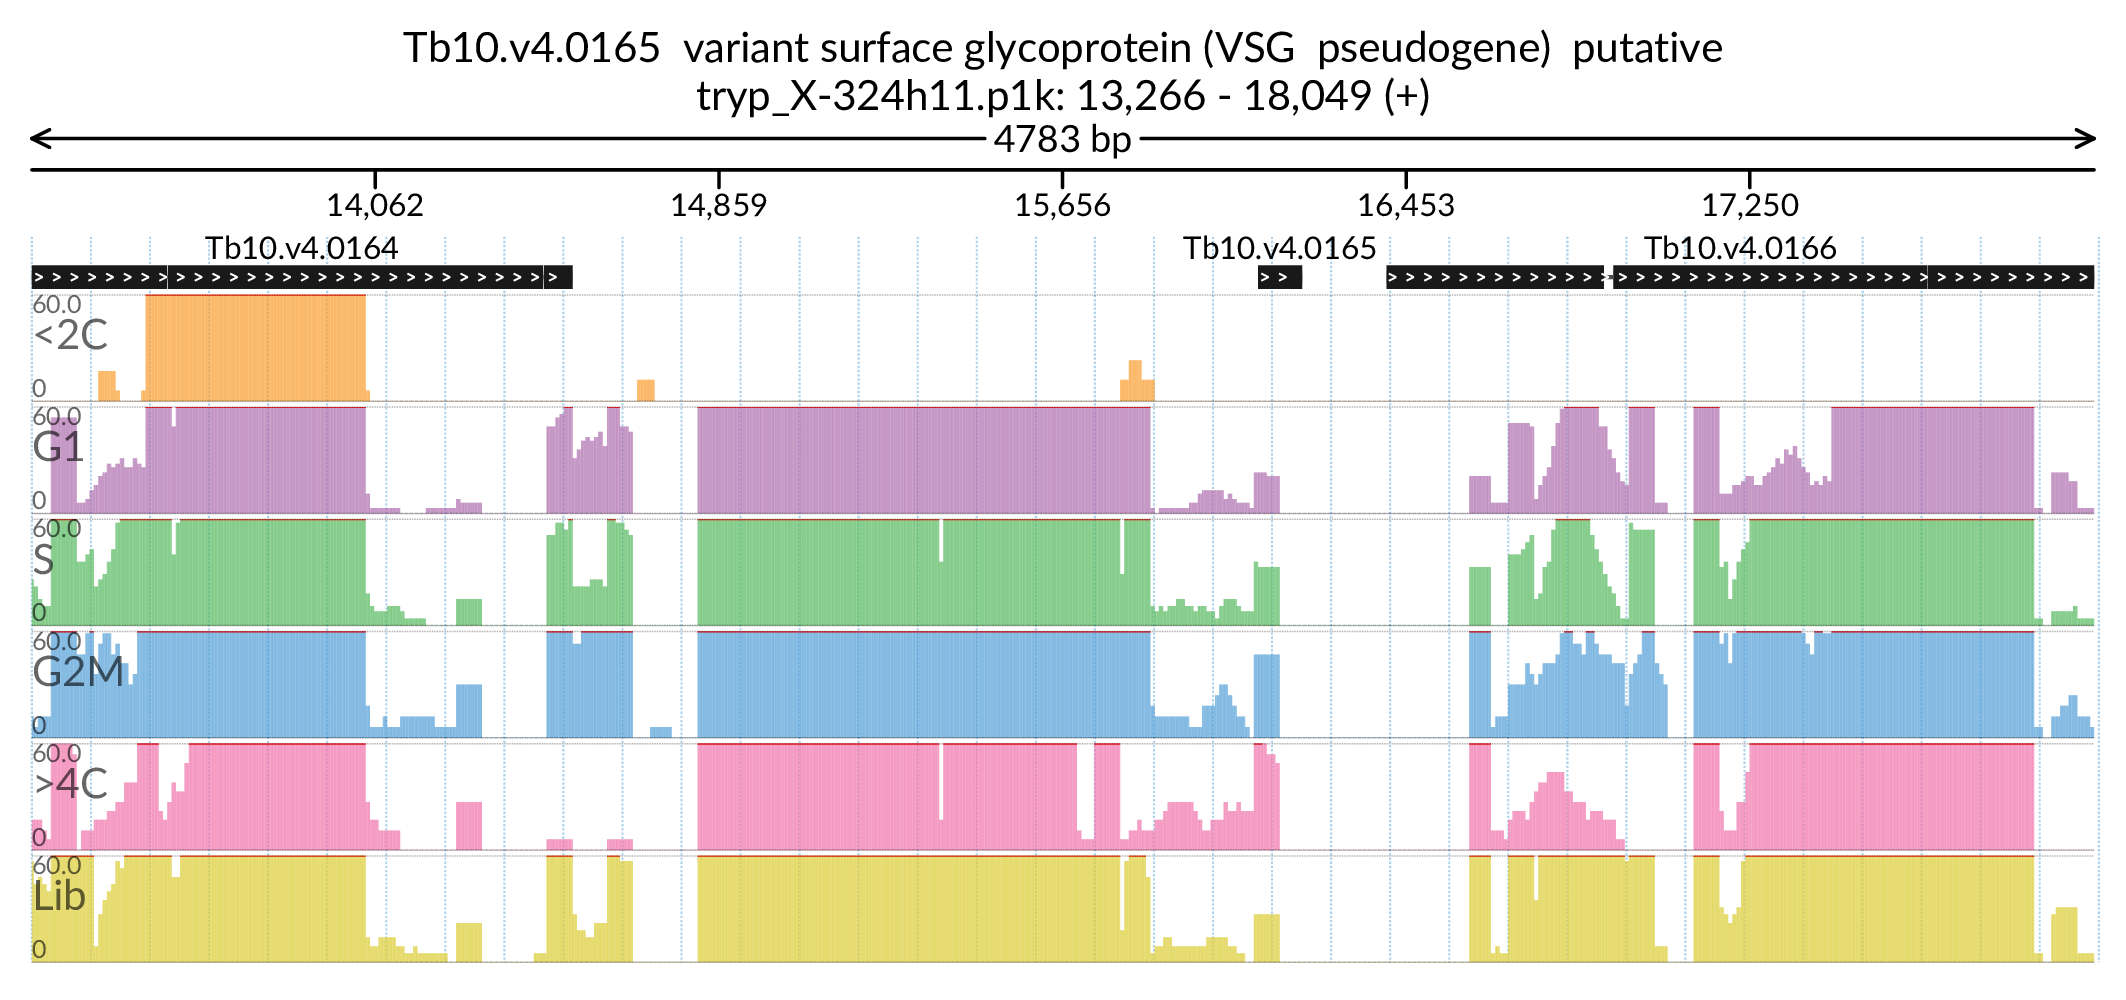 Tb10.v4.0165 variant surface glycoprotein (VSG pseudogene) putative
tryp_X-324h11.p1k: 13,266 - 18,049 (+)
4783 bp
14,062 14,859 15,656 16,453 17,250
Tb10.v4.0164 Tb10.v4.0165 Tb10.v4.0166
60.0
<2C
0
60.0
G1
0
60.0
S
0
60.0
G2M
0
60.0
>4C
0
60.0
Lib
0